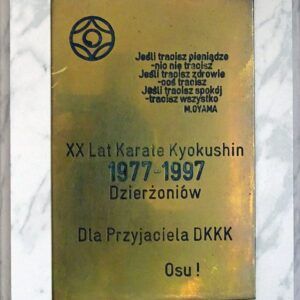 Jeśli tracisz pieniądze
-nic nie tracisz
Jeśli tracisz zdrowie
-coś tracisz
Jeśli tracisz spokój
-tracisz wszystko
M.OYAMA
XX Lat Karate Kyokushin
1977-1997
Dzierżoniów
Dla Przyjaciela DKKK
Osu!